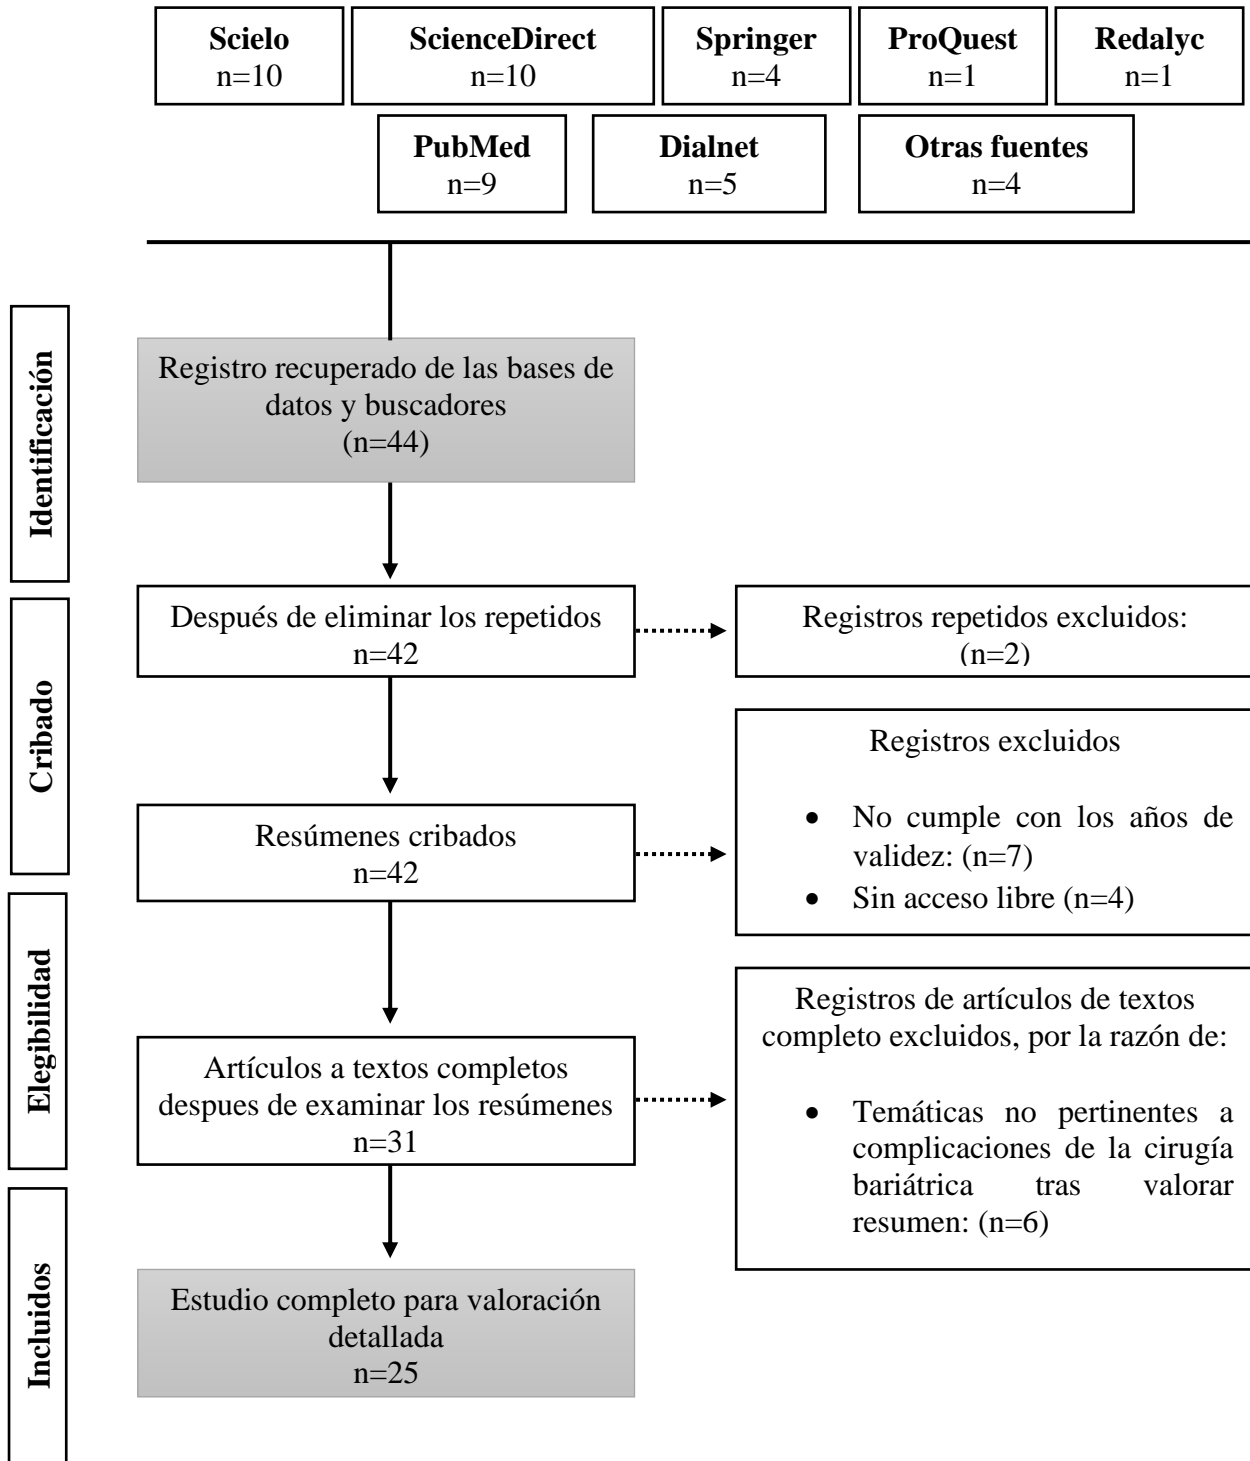 Scielo
n=10
ScienceDirect
n=10
Springer
n=4
ProQuest
n=1
Redalyc
n=1
PubMed
n=9
Dialnet
n=5
Otras fuentes
n=4
Identificación
Registro recuperado de las bases de
datos y buscadores
(n=44)
Cribado
Después de eliminar los repetidos
n=42
Registros repetidos excluidos:
(n=2)
Resúmenes cribados
n=42
Registros excluidos
• No cumple con los años de
validez: (n=7)
• Sin acceso libre (n=4)
Elegibilidad
Artículos a textos completos
despues de examinar los resúmenes
n=31
Registros de artículos de textos
completo excluidos, por la razón de:
• Temáticas no pertinentes a
complicaciones de la cirugía
bariátrica tras valorar
resumen: (n=6)
Incluidos
Estudio completo para valoración
detallada
n=25